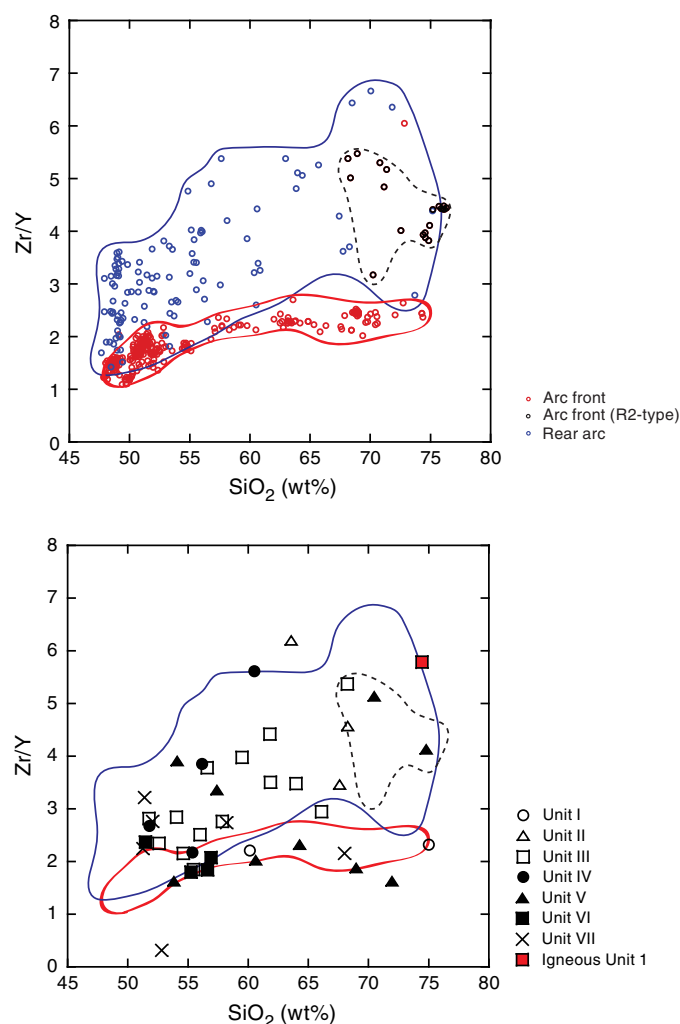 8
7
6
5
4
3
2
1
0
Zr/Y
45 50 55 60 65 70 75 80
SiO₂ (wt%)
Arc front
Arc front (R2-type)
Rear arc
8
7
6
5
4
3
2
1
0
Zr/Y
45 50 55 60 65 70 75 80
SiO₂ (wt%)
Unit I
Unit II
Unit III
Unit IV
Unit V
Unit VI
Unit VII
Igneous Unit 1